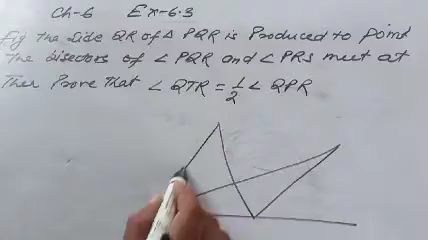 Ch-6 Ex-6.3
Fig the side QR of Δ PQR is Produced to point
The bisectors of ∠ PQR and ∠ PRS meet at
Then Prove that ∠ QTR = 1/2 ∠ QPR